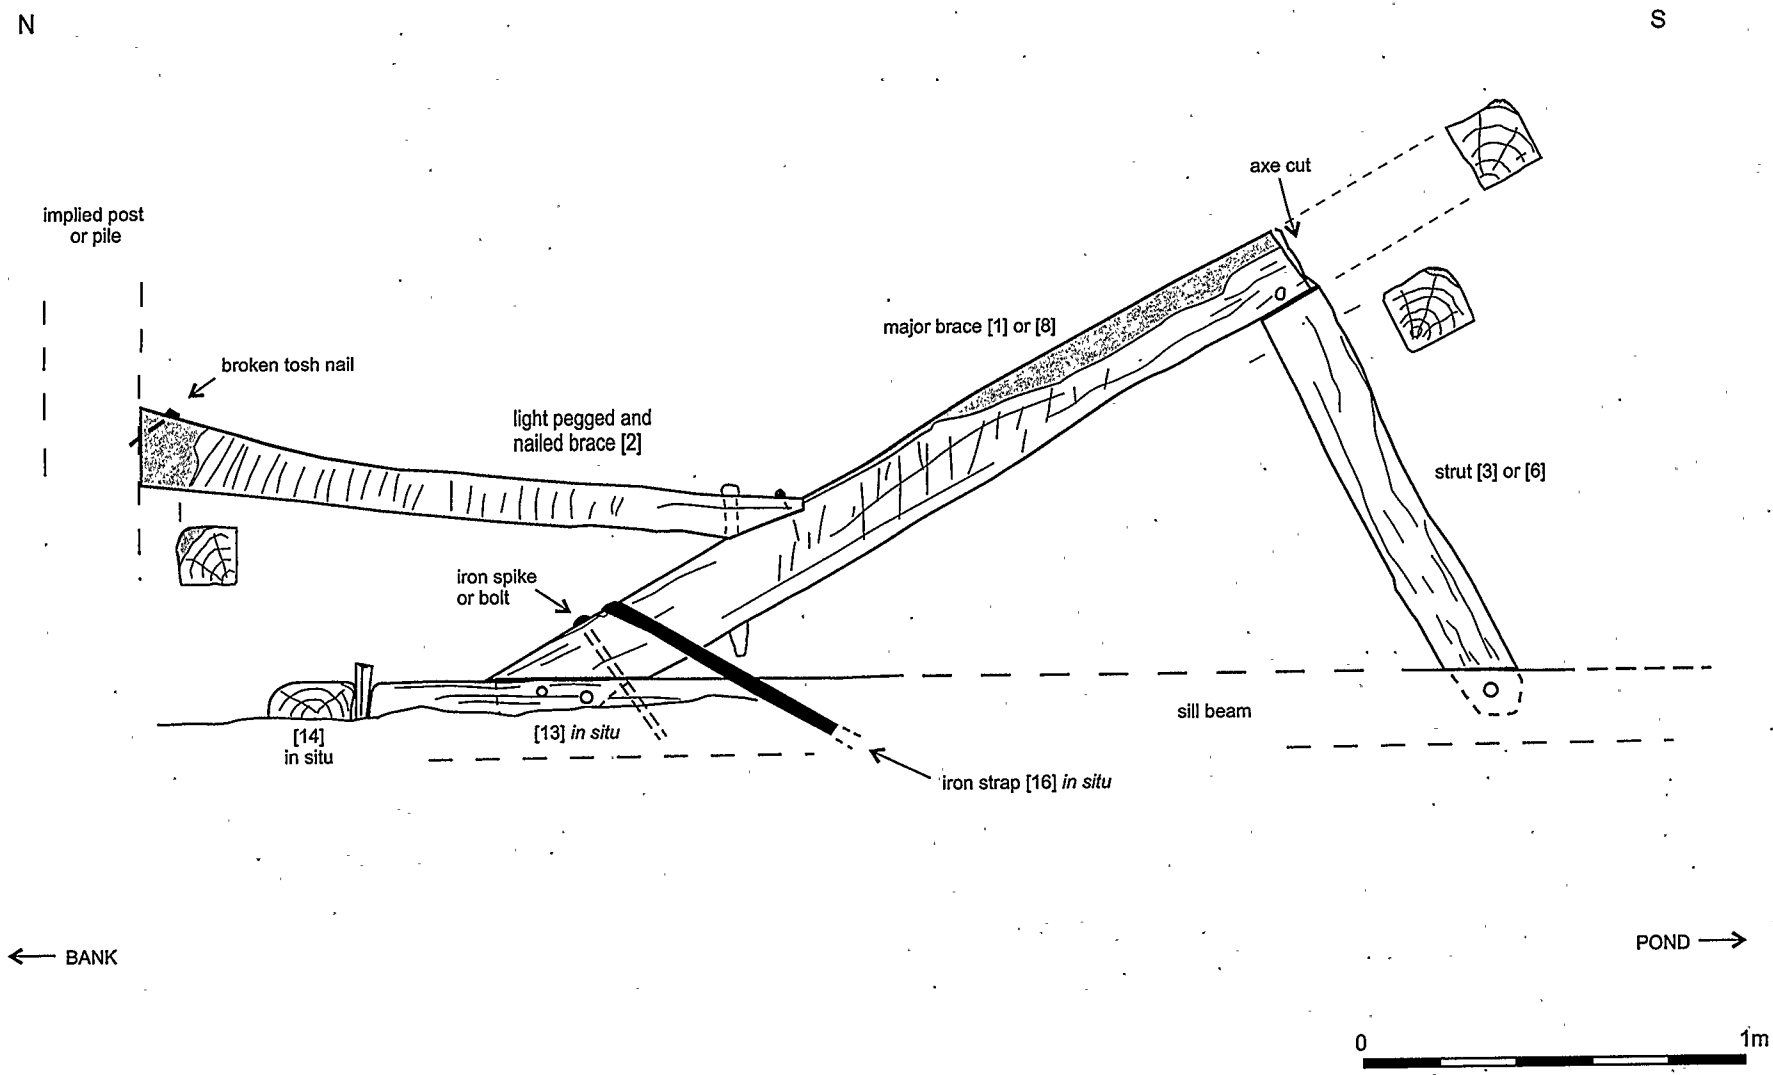 N
S
axe cut
implied post
or pile
major brace [1] or [8]
broken tosh nail
light pegged and
nailed brace [2]
strut [3] or [6]
iron spike
or bolt
sill beam
[13] in situ
[14]
in situ
iron strap [16] in situ
BANK
POND
0
1m